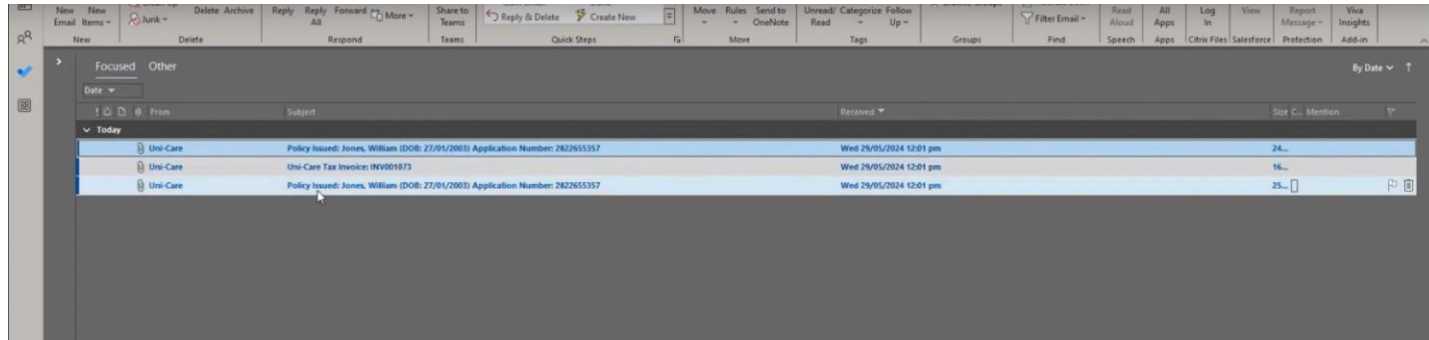 New New Delete Archive Reply Reply Forward More Share to Reply & Delete Create New Move Rules Send to Unread/ Categorize Follow Filter Email Read All Log View Report Viva
Email Items Junk All Teams OneNote Read Up Aloud Apps In Message Insights
New Delete Respond Teams Quick Steps Move Tags Groups Find Speech Apps Citrix Files Salesforce Protection Add-in
Focused Other By Date
Date
From Subject Received Size C... Mention
Today
Uni-Care Policy Issued: Jones, William (DOB: 27/01/2003) Application Number: 2822655357 Wed 29/05/2024 12:01 pm 24...
Uni-Care Uni-Care Tax Invoice: INV001073 Wed 29/05/2024 12:01 pm 16...
Uni-Care Policy Issued: Jones, William (DOB: 27/01/2003) Application Number: 2822655357 Wed 29/05/2024 12:01 pm 25...